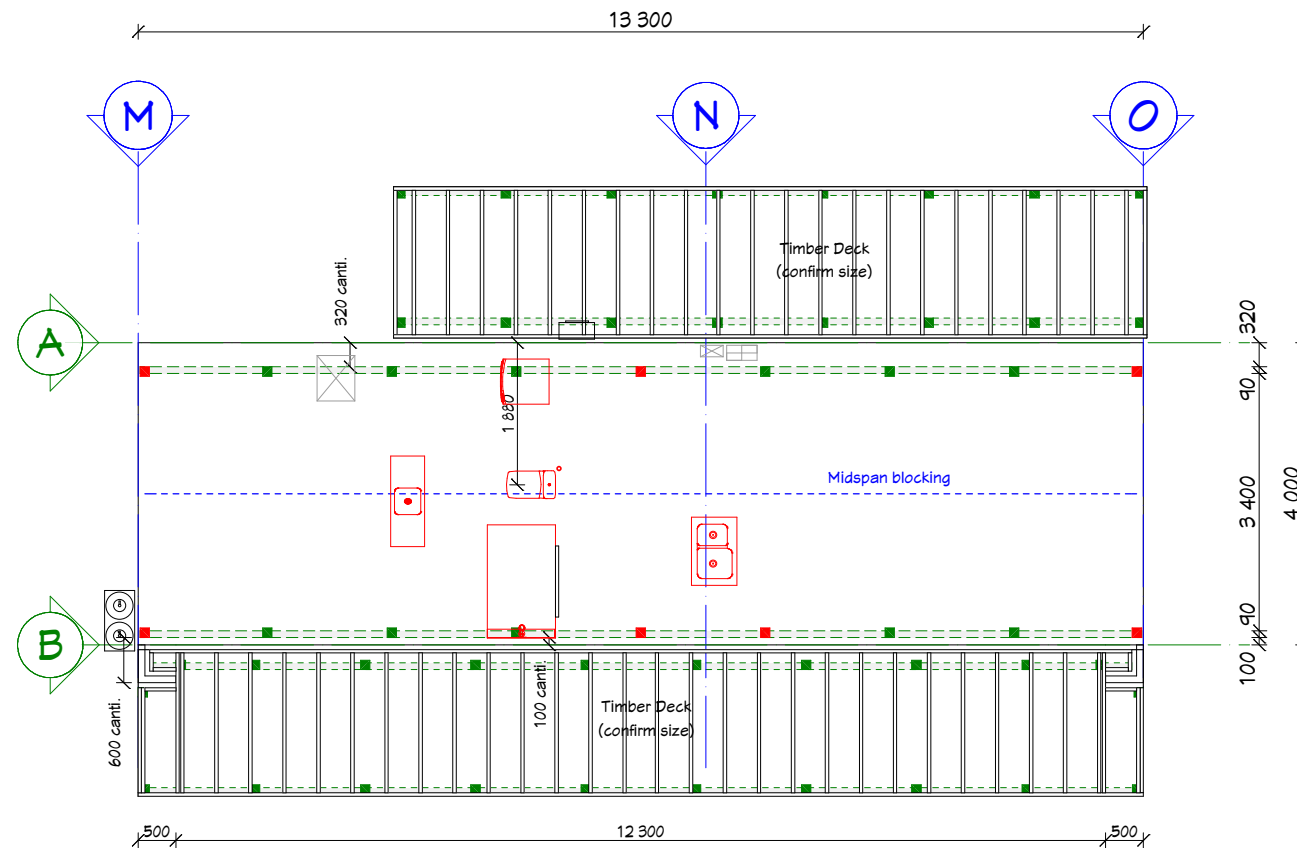 13 300
M
N
O
Timber Deck
(confirm size)
320 canti.
320
A
90
1 880
Midspan blocking
3 400
4 000
B
90
100
100 canti.
Timber Deck
(confirm size)
600 canti.
500
12 300
500